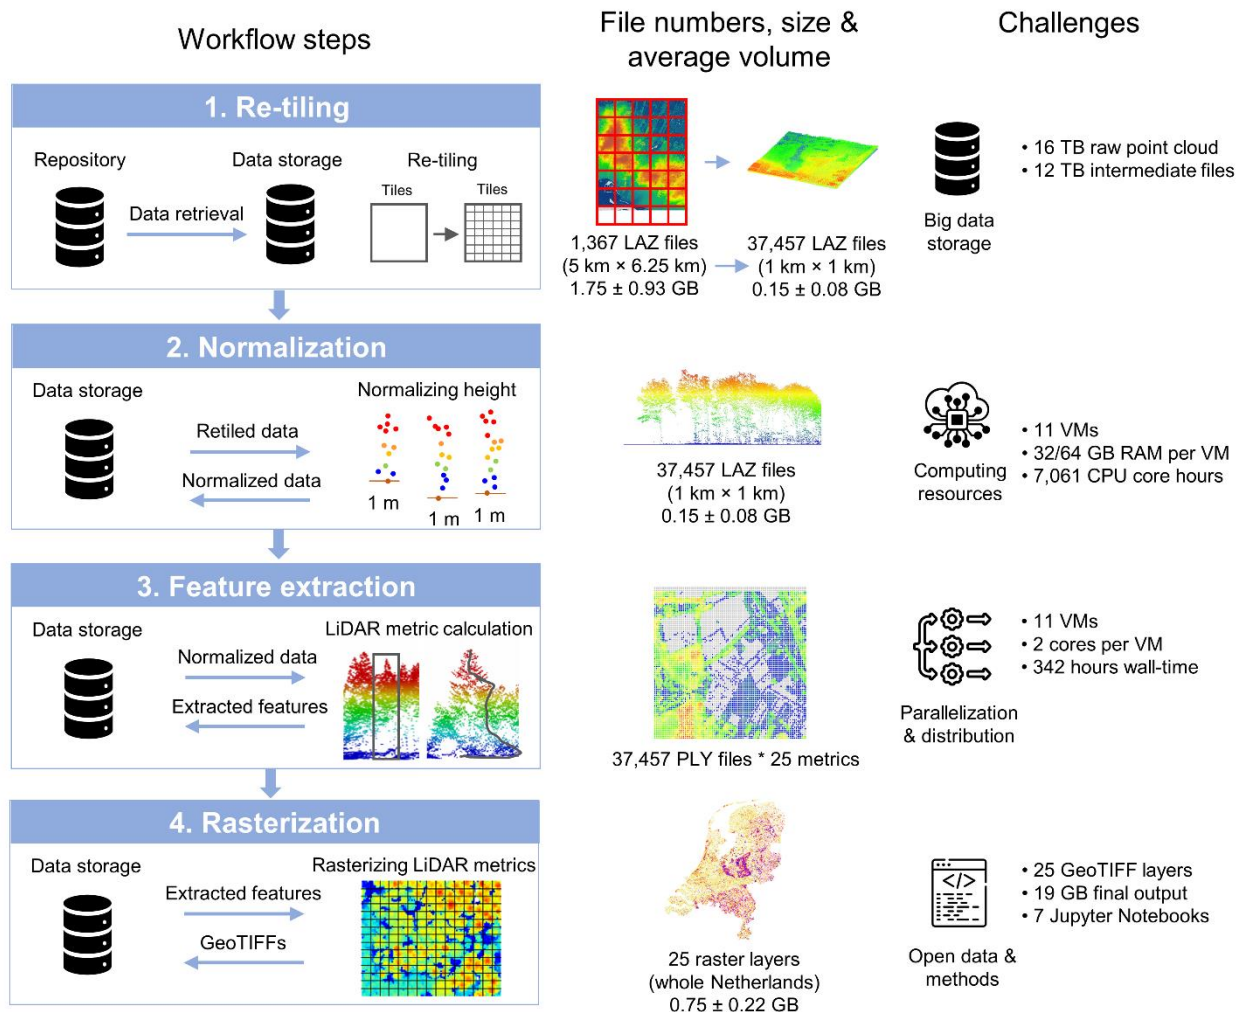 Workflow steps
File numbers, size &
average volume
Challenges
1. Re-tiling
Repository
Data storage
Re-tiling
Data retrieval
Tiles
Tiles
1,367 LAZ files
(5 km × 6.25 km)
1.75 ± 0.93 GB
37,457 LAZ files
(1 km × 1 km)
0.15 ± 0.08 GB
Big data
storage
• 16 TB raw point cloud
• 12 TB intermediate files
2. Normalization
Data storage
Normalizing height
Retiled data
Normalized data
1 m
1 m
1 m
37,457 LAZ files
(1 km × 1 km)
0.15 ± 0.08 GB
Computing
resources
• 11 VMs
• 32/64 GB RAM per VM
• 7,061 CPU core hours
3. Feature extraction
Data storage
LiDAR metric calculation
Normalized data
Extracted features
37,457 PLY files * 25 metrics
Parallelization
& distribution
• 11 VMs
• 2 cores per VM
• 342 hours wall-time
4. Rasterization
Data storage
Rasterizing LiDAR metrics
Extracted features
GeoTIFFs
25 raster layers
(whole Netherlands)
0.75 ± 0.22 GB
</>
Open data &
methods
• 25 GeoTIFF layers
• 19 GB final output
• 7 Jupyter Notebooks